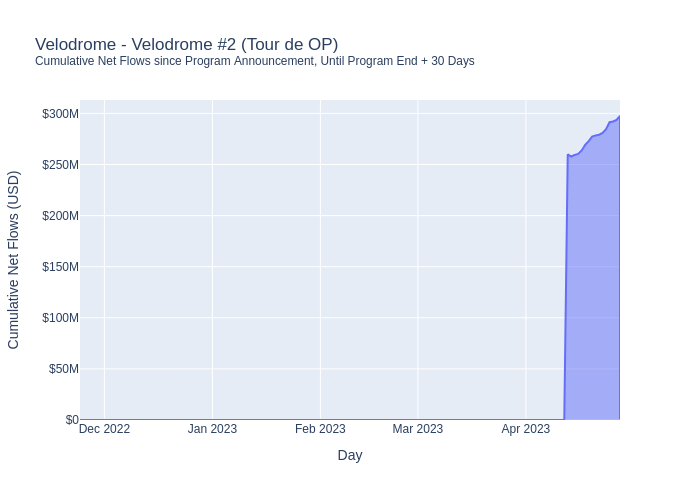 Velodrome - Velodrome #2 (Tour de OP)
Cumulative Net Flows since Program Announcement, Until Program End + 30 Days
Cumulative Net Flows (USD)
$300M
$250M
$200M
$150M
$100M
$50M
$0
Dec 2022
Jan 2023
Feb 2023
Mar 2023
Apr 2023
Day